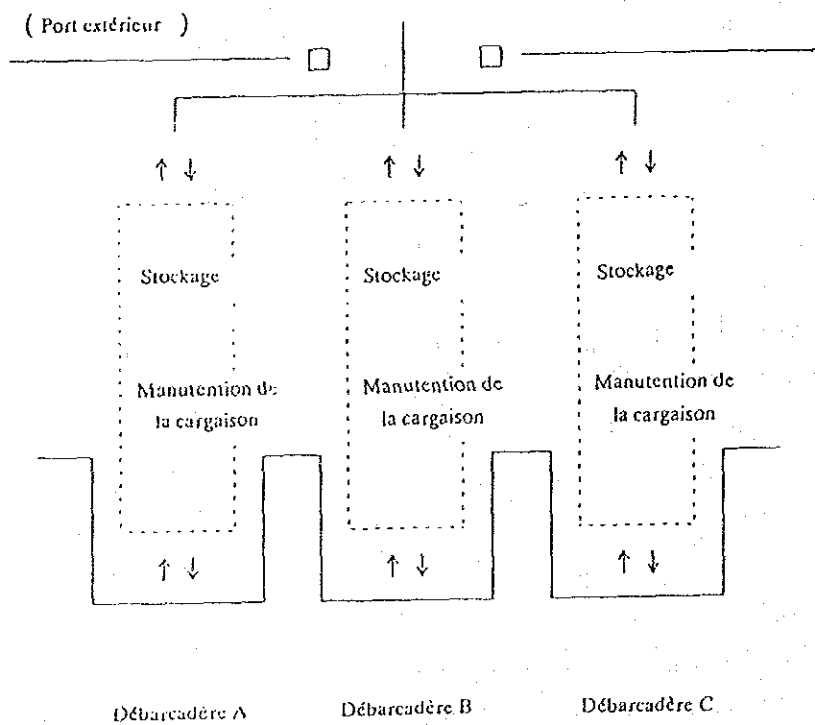 ( Port extérieur )
↑ ↓ ↑ ↓ ↑ ↓
Stockage Stockage Stockage
Manutention de Manutention de Manutention de
la cargaison la cargaison la cargaison
↑ ↓ ↑ ↓ ↑ ↓
Débarcadère A Débarcadère B Débarcadère C